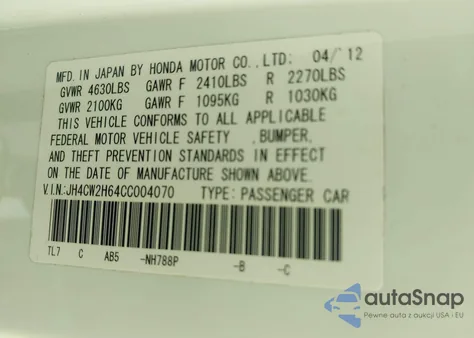 MFD. IN JAPAN BY HONDA MOTOR CO., LTD: 04/'12
GVWR 4630LBS GAWR F 2410LBS R 2270LBS
GVWR 2100KG GAWR F 1095KG R 1030KG
THIS VEHICLE CONFORMS TO ALL APPLICABLE
FEDERAL MOTOR VEHICLE SAFETY , BUMPER,
AND THEFT PREVENTION STANDARDS IN EFFECT
ON THE DATE OF MANUFACTURE SHOWN ABOVE.
V.I.N:JH4CW2H64CC004070 TYPE: PASSENGER CAR
TL7 C AB5 -NH788P -B -C
autoSnap
Pewne auta z aukcji USA i EU